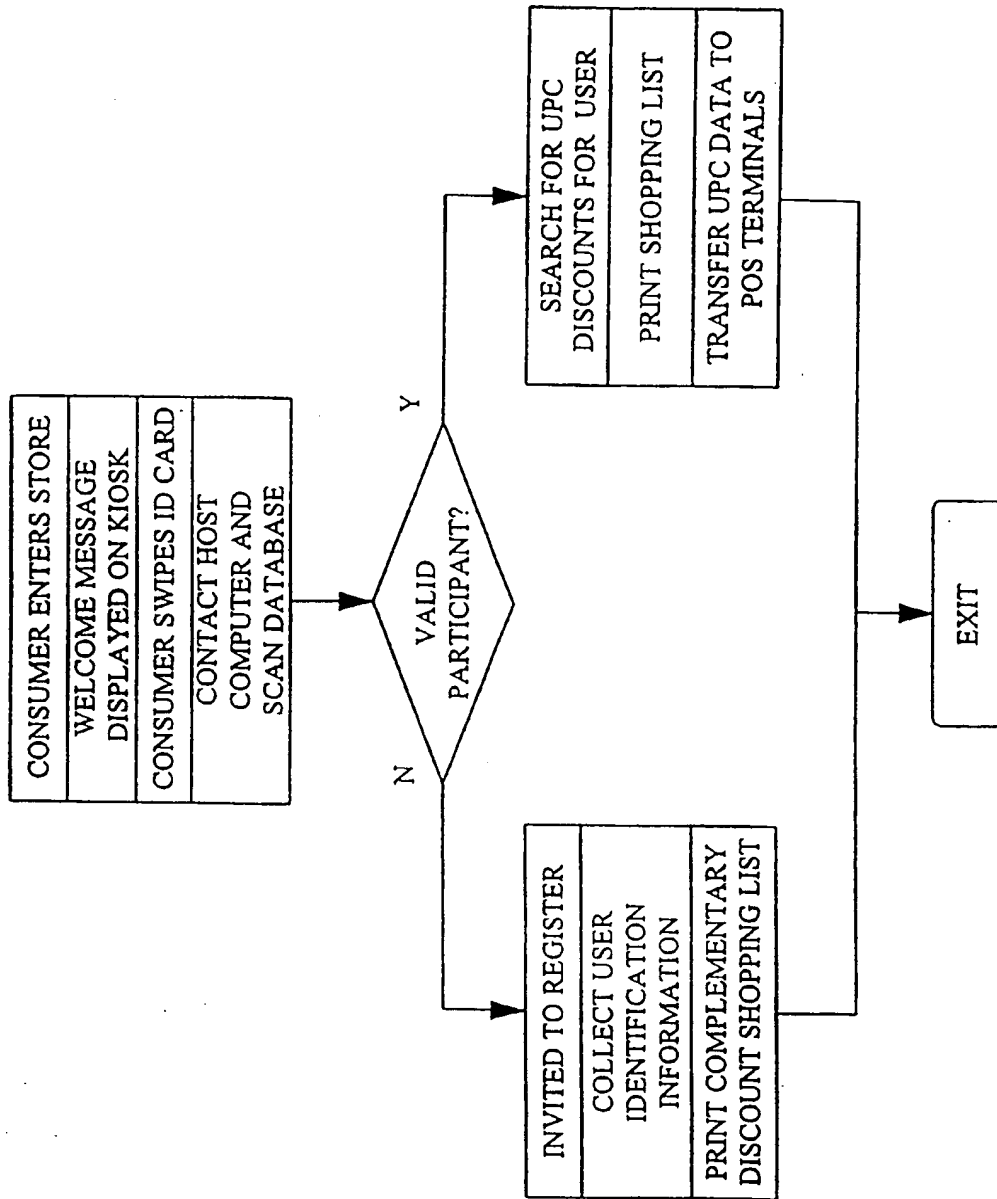 CONSUMER ENTERS STORE
WELCOME MESSAGE
DISPLAYED ON KIOSK
CONSUMER SWIPES ID CARD
CONTACT HOST
COMPUTER AND
SCAN DATABASE
VALID
PARTICIPANT?
N
Y
INVITED TO REGISTER
COLLECT USER
IDENTIFICATION
INFORMATION
PRINT COMPLEMENTARY
DISCOUNT SHOPPING LIST
SEARCH FOR UPC
DISCOUNTS FOR USER
PRINT SHOPPING LIST
TRANSFER UPC DATA TO
POS TERMINALS
EXIT